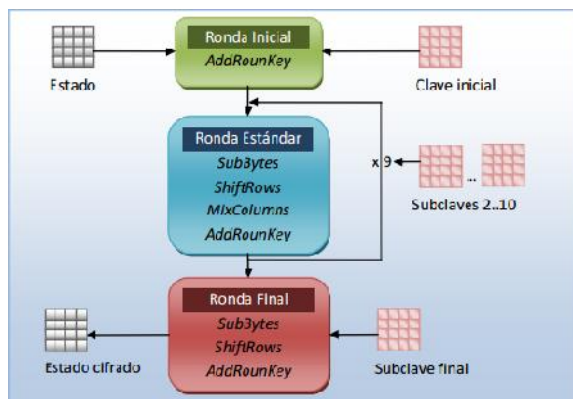 Ronda Inicial
AddRounKey
Estado
Clave inicial
Ronda Estándar
SubBytes
ShiftRows
MixColumns
AddRounKey
x 9
...
Subclaves 2..10
Ronda Final
SubBytes
ShiftRows
AddRounKey
Estado cifrado
Subclave final